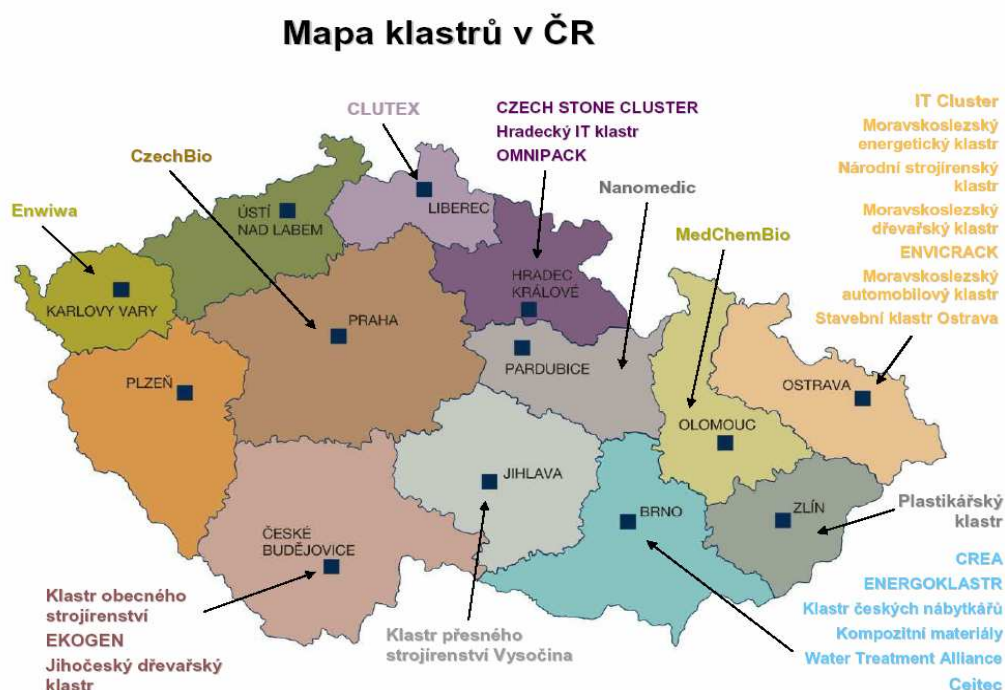 Mapa klastrů v ČR
CLUTEX
CZECH STONE CLUSTER
Hradecký IT klastr
OMNIPACK
IT Cluster
Moravskoslezský
energetický klastr
Národní strojírenský
klastr
Moravskoslezský
dřevařský klastr
ENVICRACK
Moravskoslezský
automobilový klastr
Stavební klastr Ostrava
CzechBio
Nanomedic
Enwiwa
MedChemBio
ÚSTÍ
NAD LABEM
LIBEREC
HRADEC
KRÁLOVÉ
KARLOVY VARY
PRAHA
PARDUBICE
PLZEŇ
OSTRAVA
OLOMOUC
JIHLAVA
BRNO
ZLÍN
ČESKÉ
BUDĚJOVICE
Plastikářský
klastr
CREA
ENERGOKLASTR
Klastr českých nábytkářů
Kompozitní materiály
Water Treatment Alliance
Ceitec
Klastr obecného
strojírenství
EKOGEN
Jihočeský dřevařský
klastr
Klastr přesného
strojírenství Vysočina